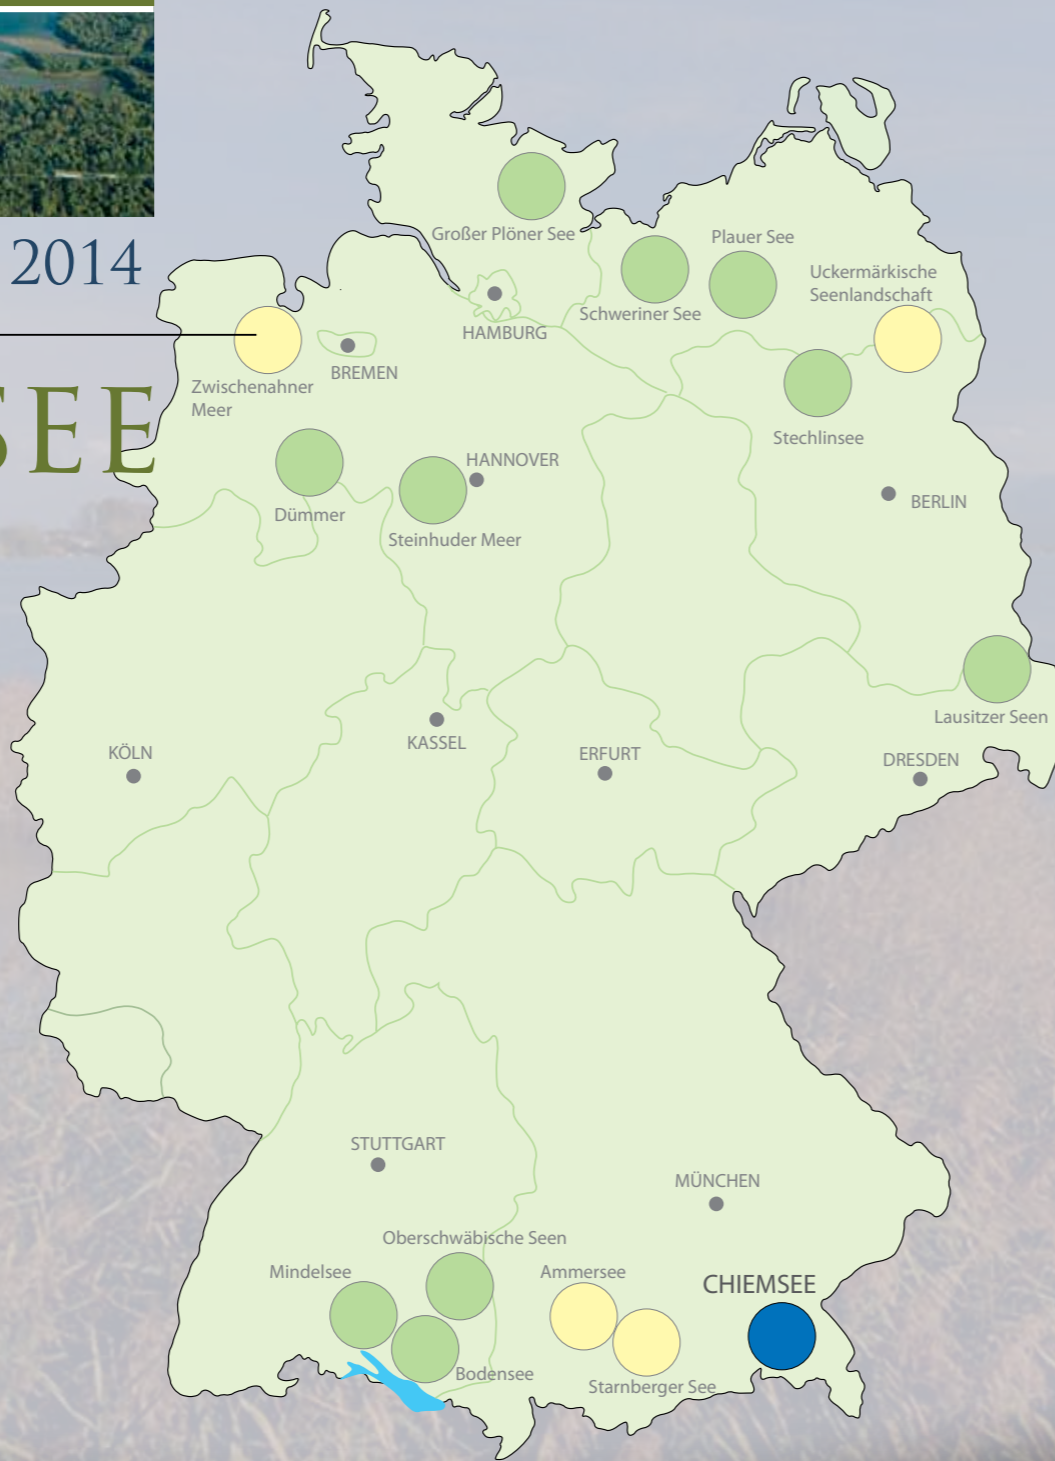 2014
SEE
Großer Plöner See
Plauer See
Schweriner See
Uckermärkische
Seenlandschaft
HAMBURG
BREMEN
Zwischenahner
Meer
Stechlinsee
HANNOVER
BERLIN
Dümmer
Steinhuder Meer
Lausitzer Seen
KASSEL
KÖLN
ERFURT
DRESDEN
STUTTGART
MÜNCHEN
Oberschwäbische Seen
Mindelsee
Ammersee
CHIEMSEE
Bodensee
Starnberger See